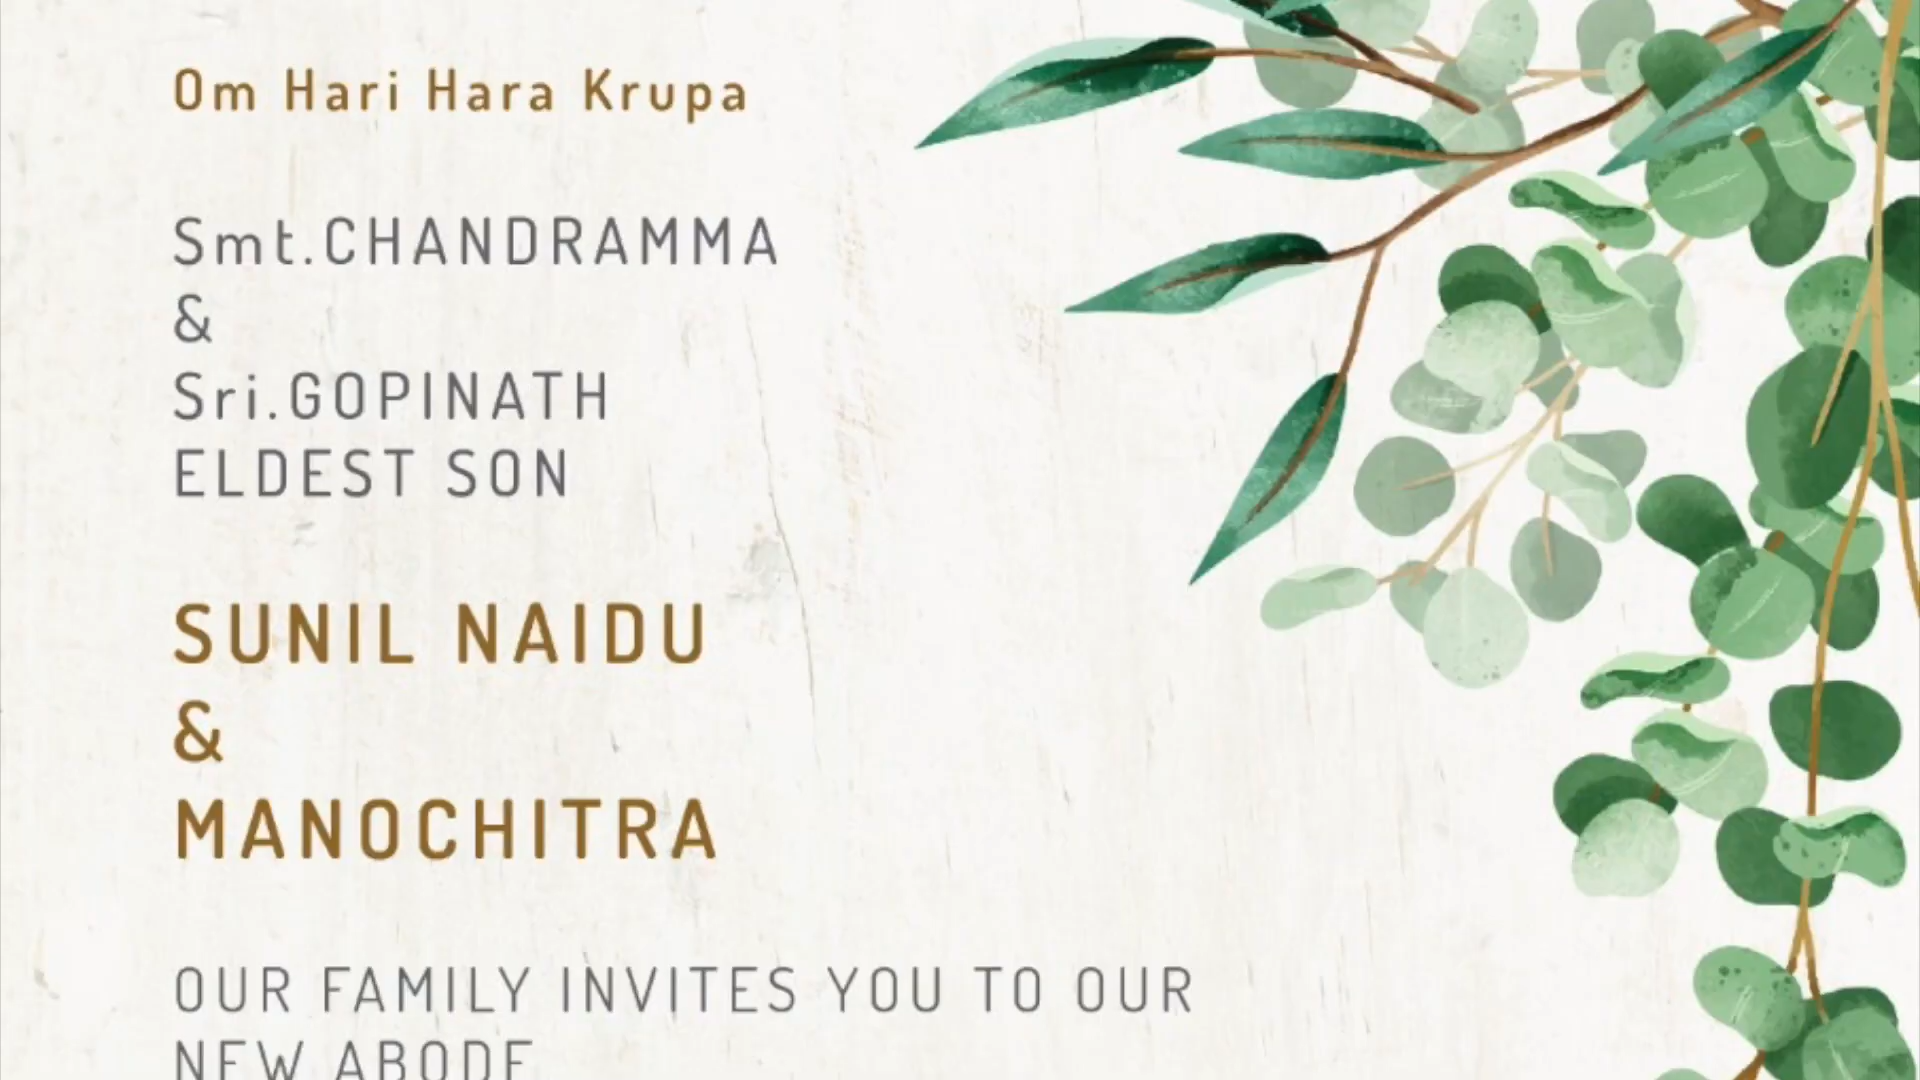 Om Hari Hara Krupa
Smt.CHANDRAMMA
&
Sri.GOPINATH
ELDEST SON
SUNIL NAIDU
&
MANOCHITRA
OUR FAMILY INVITES YOU TO OUR
NEW ABODE